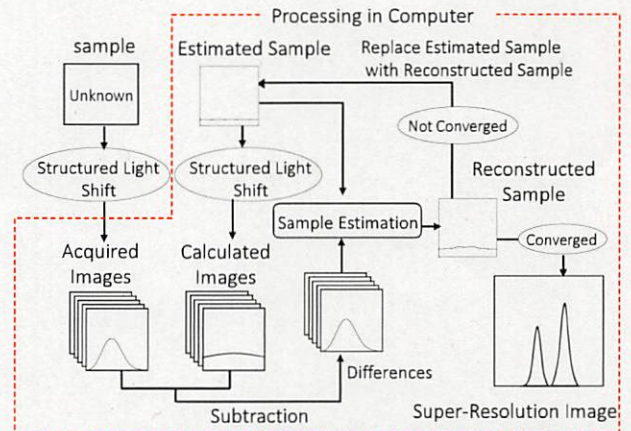 Processing in Computer
sample
Unknown
Structured Light
Shift
Acquired
Images
Estimated Sample
Structured Light
Shift
Calculated
Images
Subtraction
Differences
Sample Estimation
Replace Estimated Sample
with Reconstructed Sample
Not Converged
Reconstructed
Sample
Converged
Super-Resolution Image